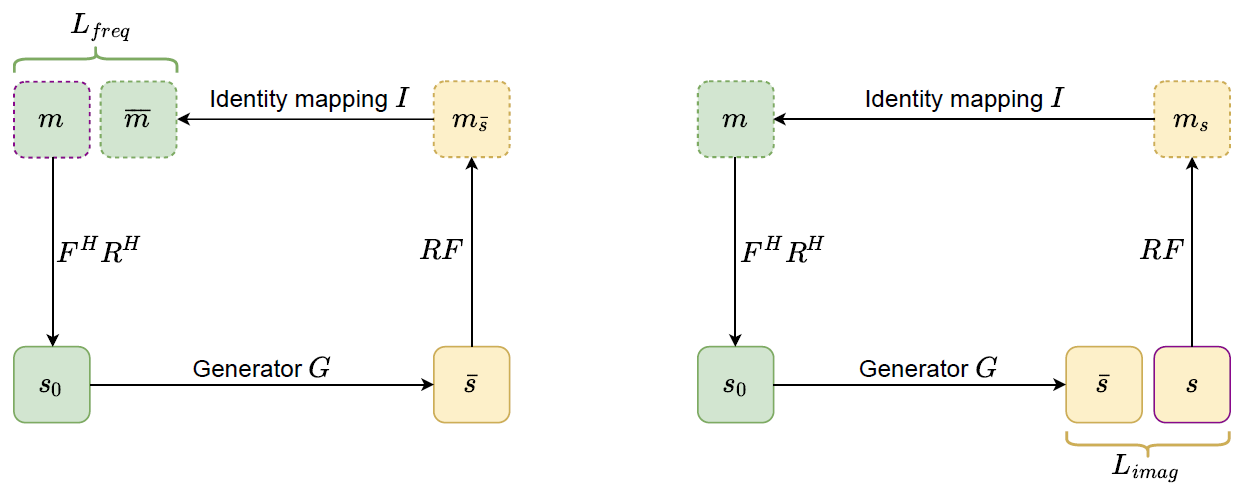 L_{freq}
m
\overline{m}
Identity mapping I
m_{\bar{s}}
F^H R^H
RF
s_0
Generator G
\bar{s}
m
Identity mapping I
m_s
F^H R^H
RF
s_0
Generator G
\bar{s}
s
L_{imag}